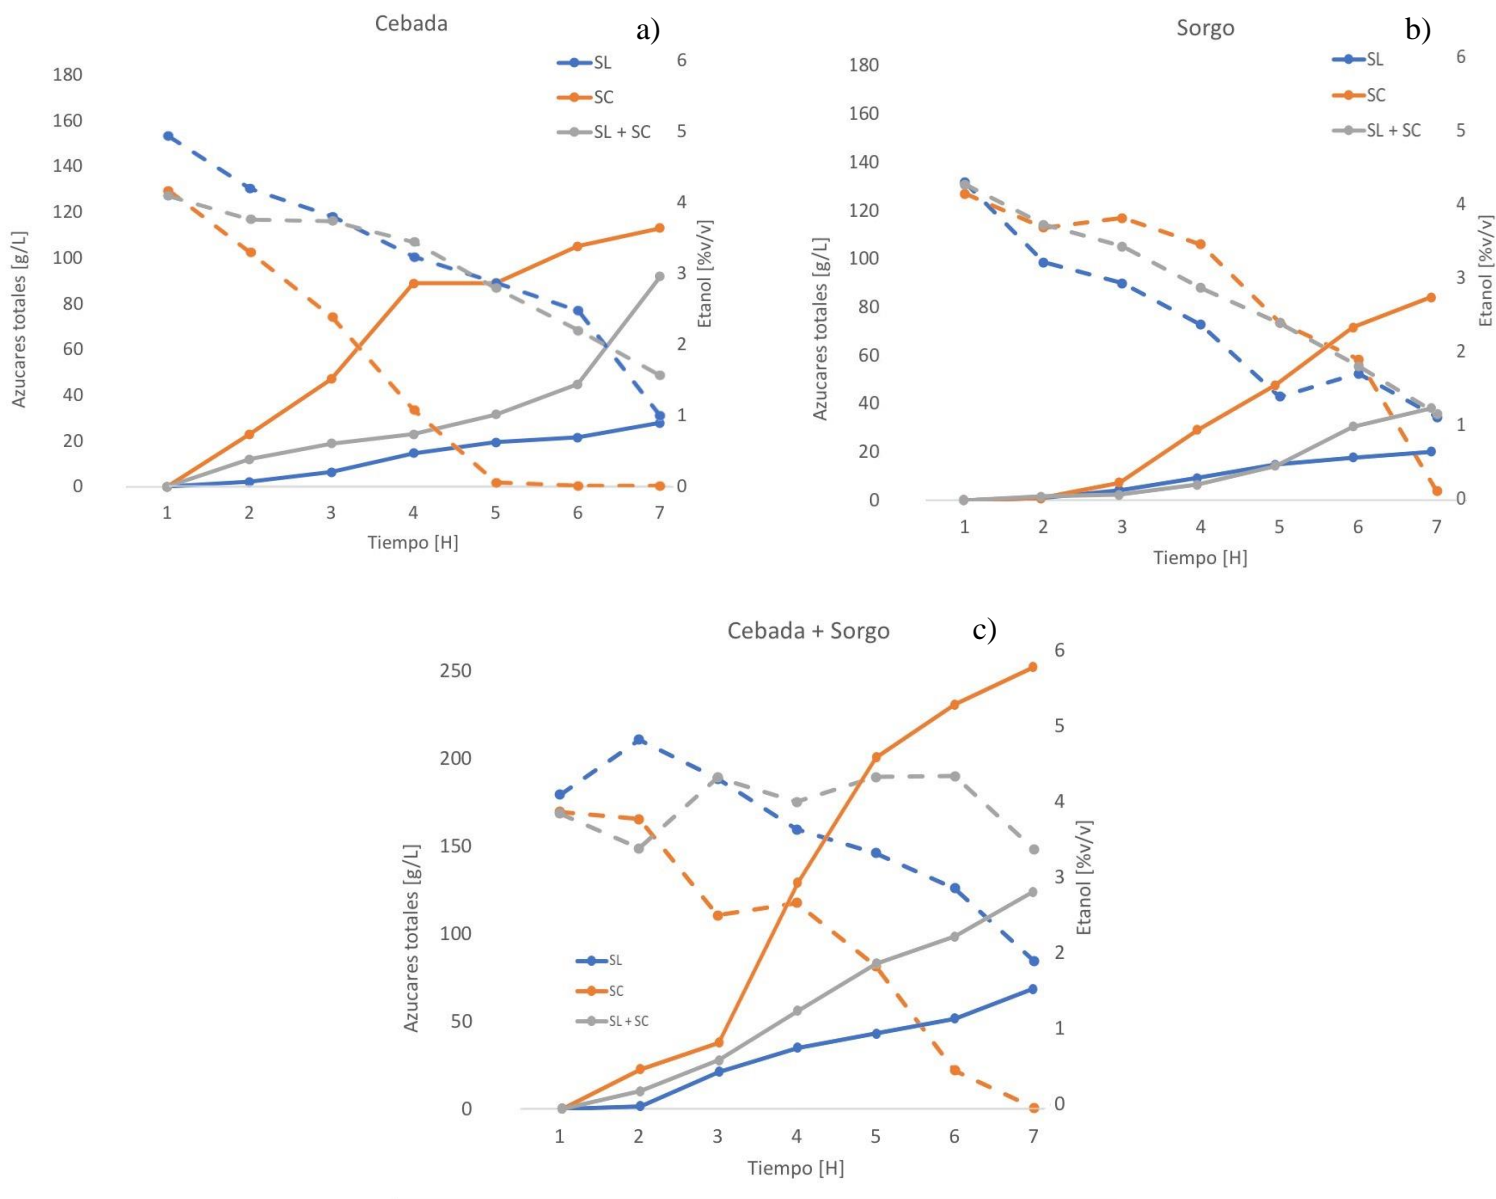 Cebada a)
SL
SC
SL + SC
180
160
140
120
100
80
60
40
20
0
6
5
4
3
2
1
0
Azucares totales [g/L]
Etanol [%v/v]
1 2 3 4 5 6 7
Tiempo [H]
Sorgo b)
SL
SC
SL + SC
180
160
140
120
100
80
60
40
20
0
6
5
4
3
2
1
0
Azucares totales [g/L]
Etanol [%v/v]
1 2 3 4 5 6 7
Tiempo [H]
Cebada + Sorgo c)
250
200
150
100
50
0
6
5
4
3
2
1
0
Azucares totales [g/L]
Etanol [%v/v]
SL
SC
SL + SC
1 2 3 4 5 6 7
Tiempo [H]